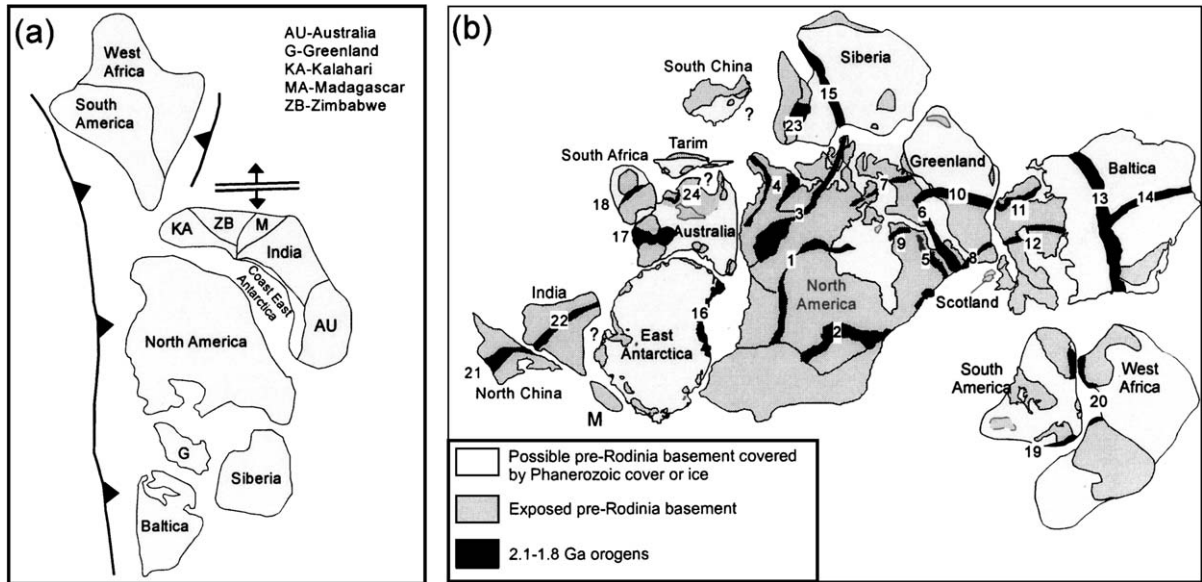 (a)
AU-Australia
G-Greenland
KA-Kalahari
MA-Madagascar
ZB-Zimbabwe
West
Africa
South
America
KA
ZB
M
India
Coast East
Antarctica
AU
North America
G
Siberia
Baltica
(b)
South China
?
Siberia
15
23
Tarim
South Africa
?
24
18
17
Australia
4
3
7
Greenland
10
6
9
5
8
11
12
13
14
Baltica
1
North
America
2
Scotland
India
22
?
East
Antarctica
16
21
North China
M
South
America
West
Africa
20
19
Possible pre-Rodinia basement covered
by Phanerozoic cover or ice
Exposed pre-Rodinia basement
2.1-1.8 Ga orogens